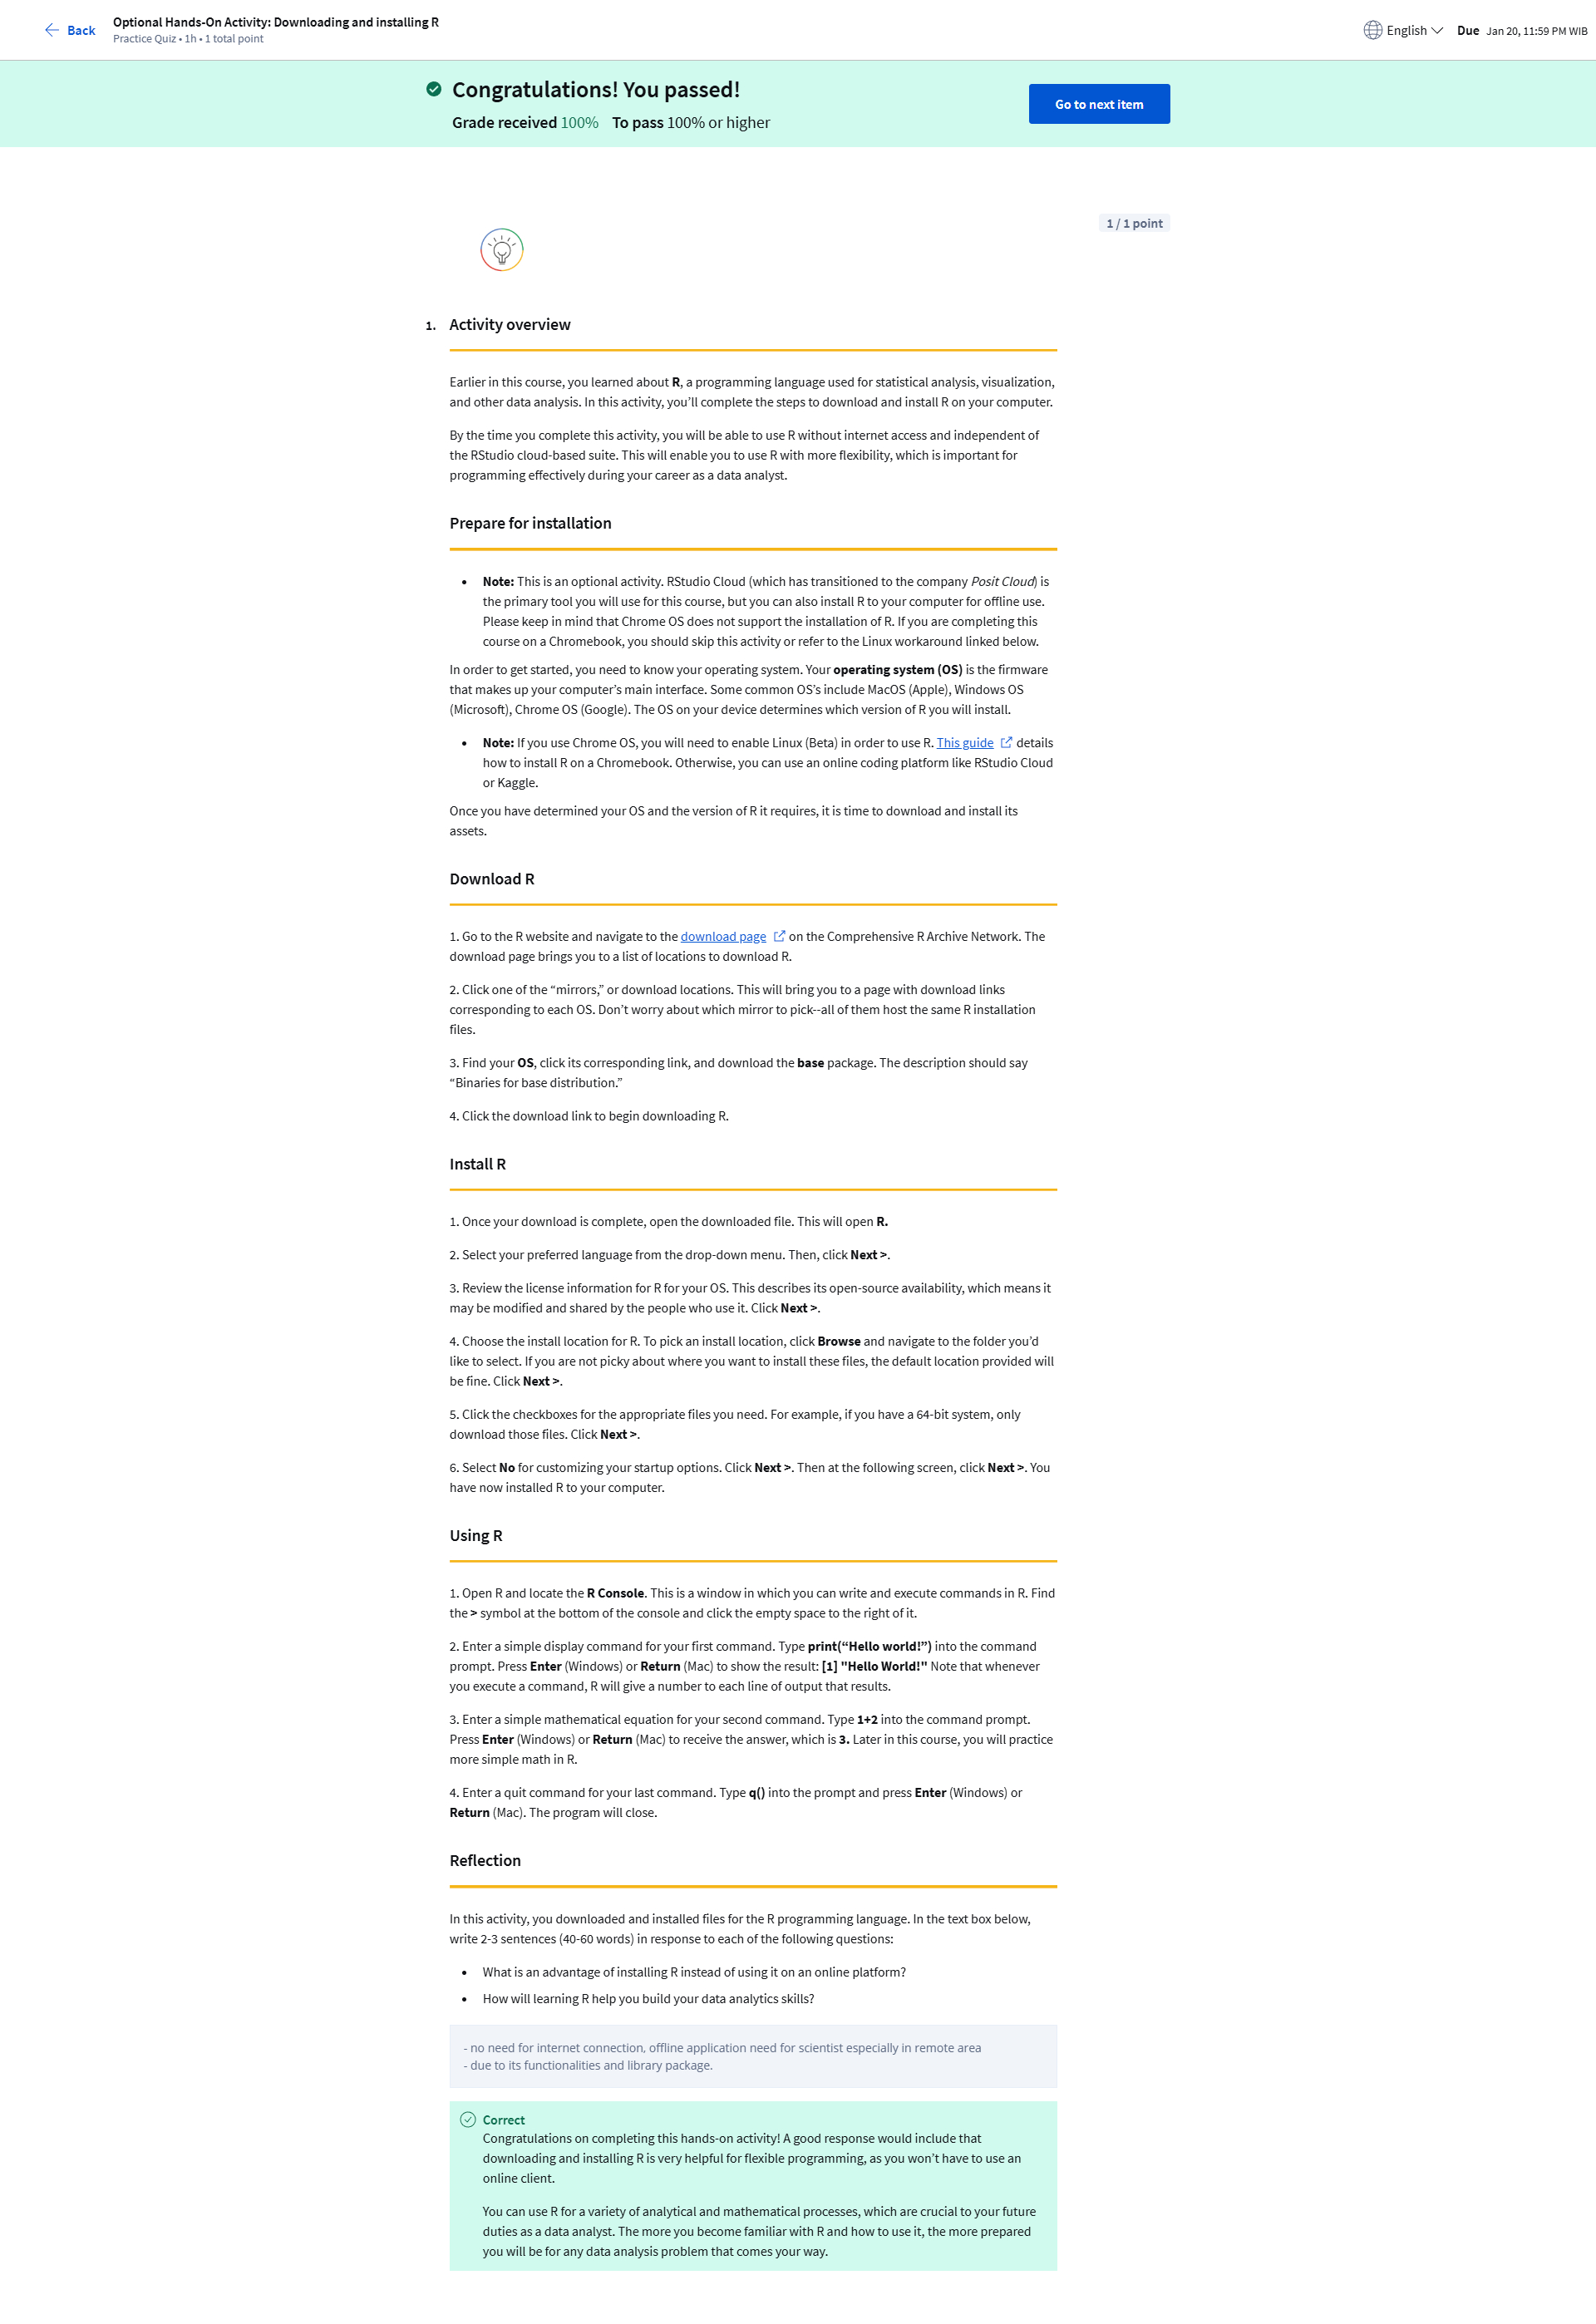 Back
Optional Hands-On Activity: Downloading and installing R
Practice Quiz • 1h • 1 total point
English
Due Jan 20, 11:59 PM WIB
Congratulations! You passed!
Grade received 100% To pass 100% or higher
Go to next item
1 / 1 point
1. Activity overview
Earlier in this course, you learned about R, a programming language used for statistical analysis, visualization,
and other data analysis. In this activity, you’ll complete the steps to download and install R on your computer.
By the time you complete this activity, you will be able to use R without internet access and independent of
the RStudio cloud-based suite. This will enable you to use R with more flexibility, which is important for
programming effectively during your career as a data analyst.
Prepare for installation
• Note: This is an optional activity. RStudio Cloud (which has transitioned to the company Posit Cloud) is
the primary tool you will use for this course, but you can also install R to your computer for offline use.
Please keep in mind that Chrome OS does not support the installation of R. If you are completing this
course on a Chromebook, you should skip this activity or refer to the Linux workaround linked below.
In order to get started, you need to know your operating system. Your operating system (OS) is the firmware
that makes up your computer’s main interface. Some common OS’s include MacOS (Apple), Windows OS
(Microsoft), Chrome OS (Google). The OS on your device determines which version of R you will install.
• Note: If you use Chrome OS, you will need to enable Linux (Beta) in order to use R. This guide details
how to install R on a Chromebook. Otherwise, you can use an online coding platform like RStudio Cloud
or Kaggle.
Once you have determined your OS and the version of R it requires, it is time to download and install its
assets.
Download R
1. Go to the R website and navigate to the download page on the Comprehensive R Archive Network. The
download page brings you to a list of locations to download R.
2. Click one of the “mirrors,” or download locations. This will bring you to a page with download links
corresponding to each OS. Don’t worry about which mirror to pick--all of them host the same R installation
files.
3. Find your OS, click its corresponding link, and download the base package. The description should say
“Binaries for base distribution.”
4. Click the download link to begin downloading R.
Install R
1. Once your download is complete, open the downloaded file. This will open R.
2. Select your preferred language from the drop-down menu. Then, click Next >.
3. Review the license information for R for your OS. This describes its open-source availability, which means it
may be modified and shared by the people who use it. Click Next >.
4. Choose the install location for R. To pick an install location, click Browse and navigate to the folder you’d
like to select. If you are not picky about where you want to install these files, the default location provided will
be fine. Click Next >.
5. Click the checkboxes for the appropriate files you need. For example, if you have a 64-bit system, only
download those files. Click Next >.
6. Select No for customizing your startup options. Click Next >. Then at the following screen, click Next >. You
have now installed R to your computer.
Using R
1. Open R and locate the R Console. This is a window in which you can write and execute commands in R. Find
the > symbol at the bottom of the console and click the empty space to the right of it.
2. Enter a simple display command for your first command. Type print(“Hello world!”) into the command
prompt. Press Enter (Windows) or Return (Mac) to show the result: [1] "Hello World!" Note that whenever
you execute a command, R will give a number to each line of output that results.
3. Enter a simple mathematical equation for your second command. Type 1+2 into the command prompt.
Press Enter (Windows) or Return (Mac) to receive the answer, which is 3. Later in this course, you will practice
more simple math in R.
4. Enter a quit command for your last command. Type q() into the prompt and press Enter (Windows) or
Return (Mac). The program will close.
Reflection
In this activity, you downloaded and installed files for the R programming language. In the text box below,
write 2-3 sentences (40-60 words) in response to each of the following questions:
• What is an advantage of installing R instead of using it on an online platform?
• How will learning R help you build your data analytics skills?
- no need for internet connection, offline application need for scientist especially in remote area
- due to its functionalities and library package.
Correct
Congratulations on completing this hands-on activity! A good response would include that
downloading and installing R is very helpful for flexible programming, as you won’t have to use an
online client.
You can use R for a variety of analytical and mathematical processes, which are crucial to your future
duties as a data analyst. The more you become familiar with R and how to use it, the more prepared
you will be for any data analysis problem that comes your way.